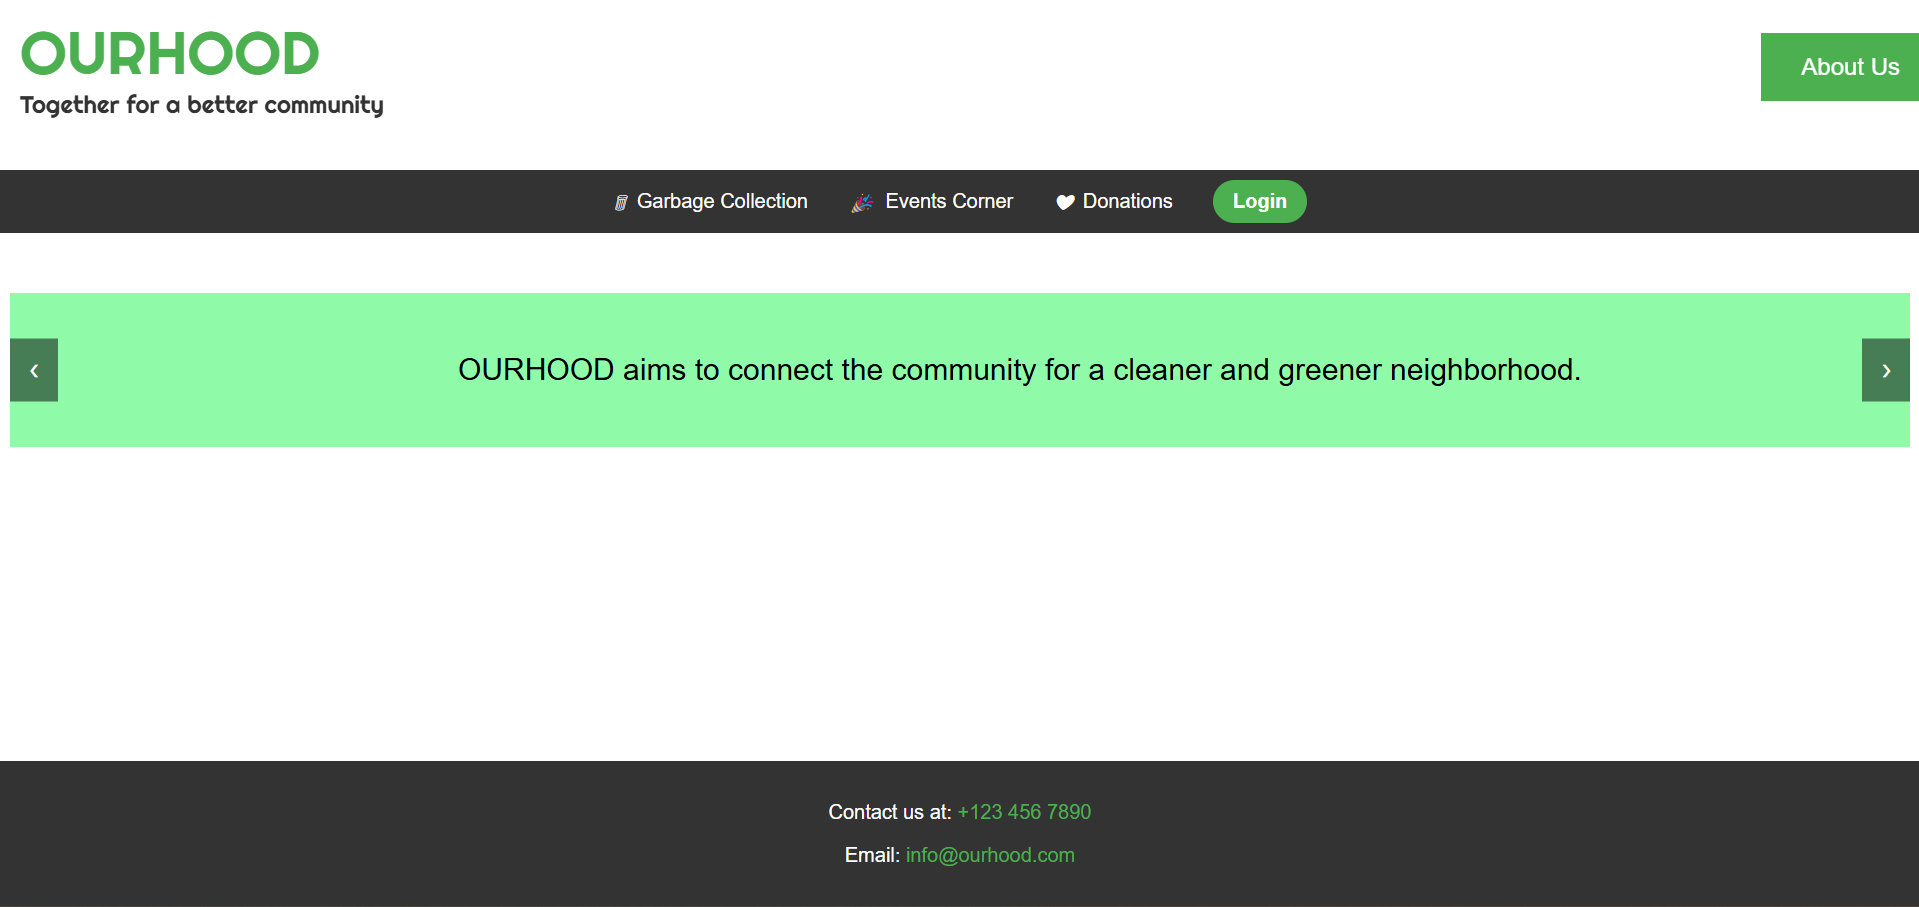 OURHOOD
Together for a better community
About Us
Garbage Collection
Events Corner
Donations
Login
‹
OURHOOD aims to connect the community for a cleaner and greener neighborhood.
›
Contact us at: +123 456 7890
Email: info@ourhood.com